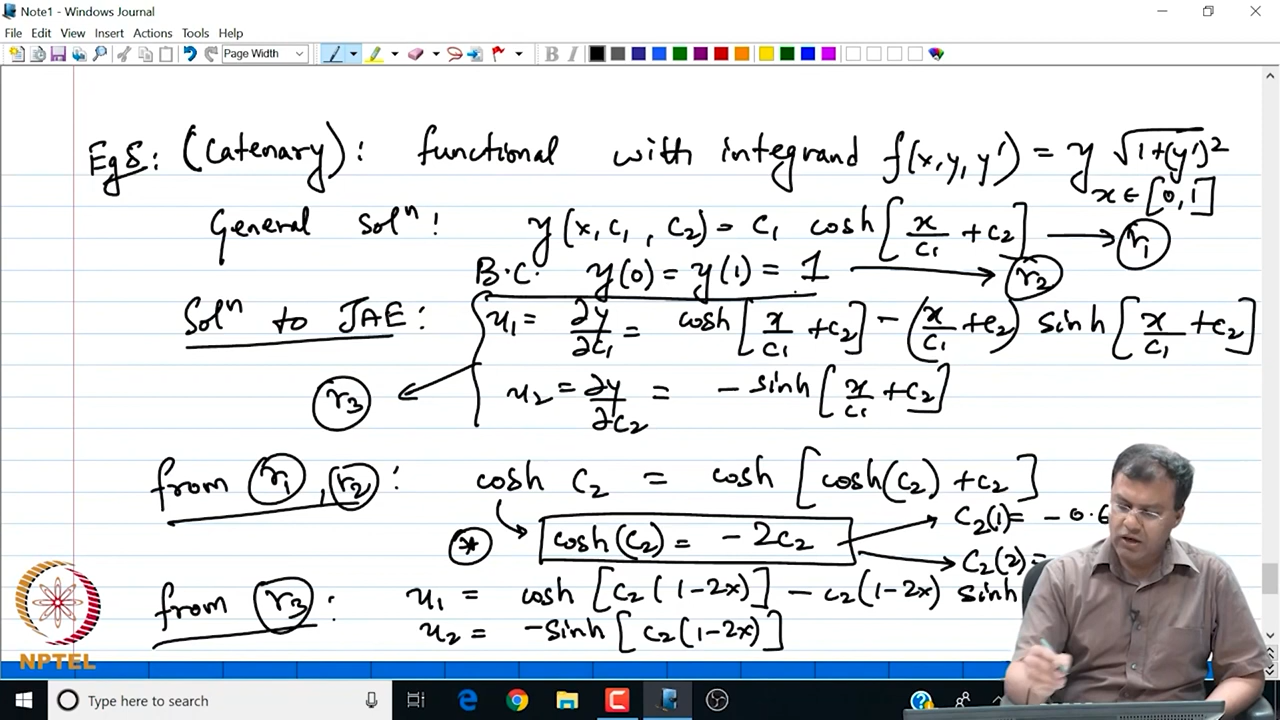 Note1 - Windows Journal
File Edit View Insert Actions Tools Help
Page Width
Eg5: (Catenary): functional with integrand f(x,y,y') = y √1+(y')²
x ∈ [0,1]
General Solⁿ: y(x,c₁,c₂) = c₁ cosh[x/c₁ + c₂] → r₁
B.C. y(0) = y(1) = 1 → r₂
Solⁿ to JAE: u₁ = ∂y/∂c₁ = cosh[x/c₁ + c₂] - (x/c₁ + c₂) sinh[x/c₁ + c₂]
r₃ ← u₂ = ∂y/∂c₂ = - sinh[x/c₁ + c₂]
from r₁, r₂: cosh c₂ = cosh[cosh(c₂) + c₂]
c₂(1) = - 0.6
* cosh(c₂) = - 2c₂
c₂(2) =
from r₃: u₁ = cosh[c₂(1-2x)] - c₂(1-2x) sinh
u₂ = -sinh[c₂(1-2x)]
NPTEL
Type here to search